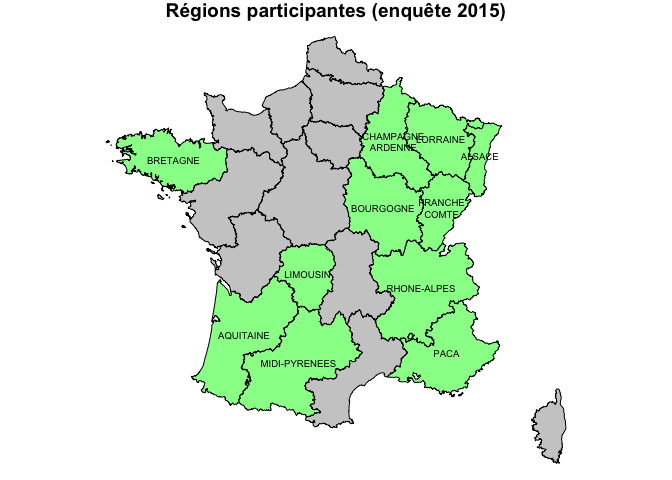 Régions participantes (enquête 2015)
CHAMPAGNE
ARDENNE
LORRAINE
ALSACE
BRETAGNE
BOURGOGNE
FRANCHE
COMTE
LIMOUSIN
RHONE-ALPES
AQUITAINE
MIDI-PYRENEES
PACA